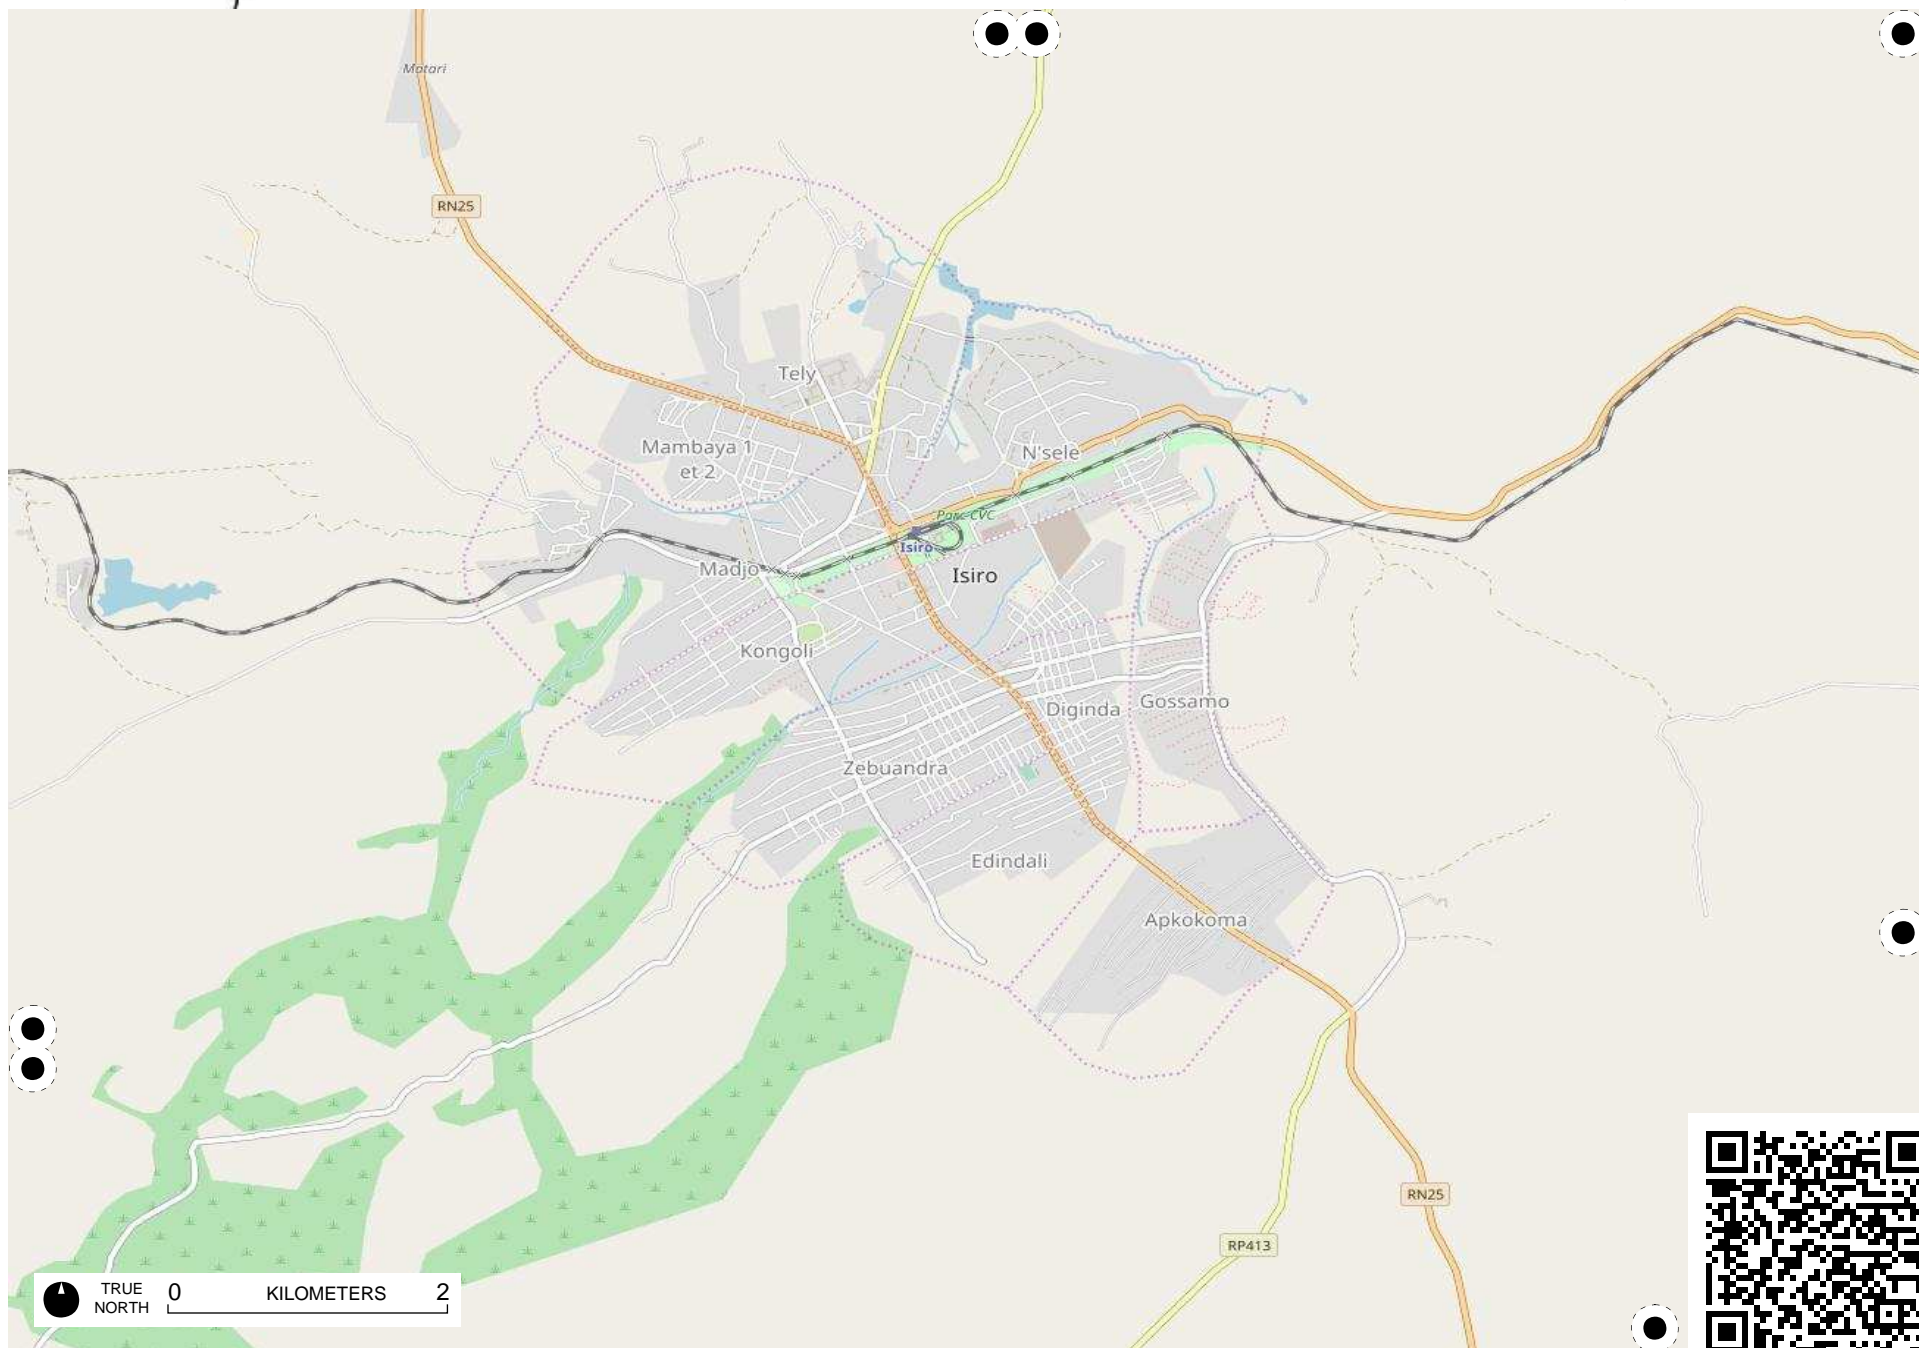 Matari
RN25
Tely
Mambaya 1
et 2
N'sele
Parc CVC
Isiro
Isiro
Madjo
Kongoli
Diginda
Gossamo
Zebuandra
Edindali
Apkokoma
RN25
RP413
TRUE
NORTH
0 KILOMETERS 2